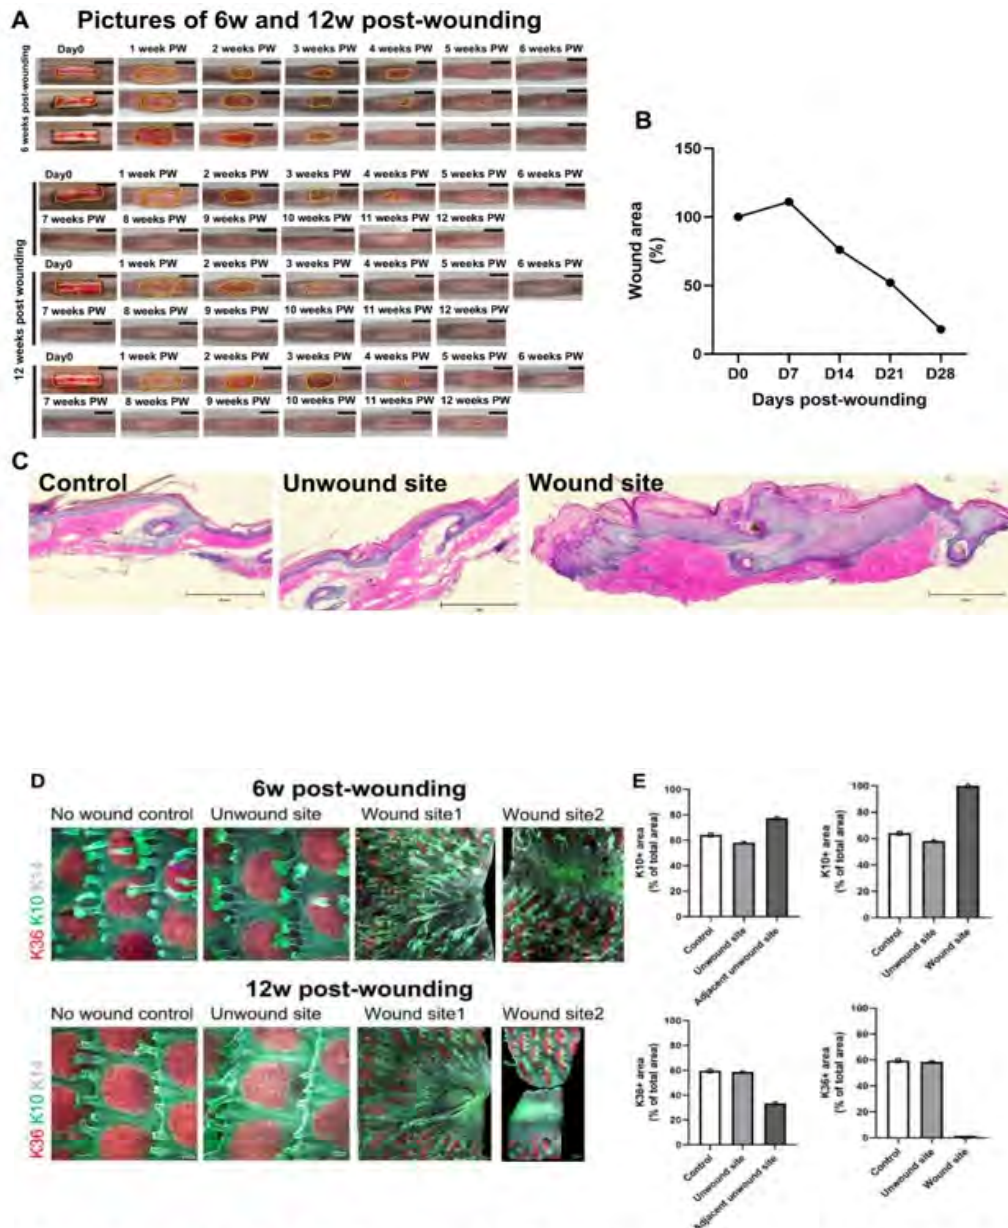 A
Pictures of 6w and 12w post-wounding
6 weeks post-wounding
Day0 1 week PW 2 weeks PW 3 weeks PW 4 weeks PW 5 weeks PW 6 weeks PW
12 weeks post wounding
Day0 1 week PW 2 weeks PW 3 weeks PW 4 weeks PW 5 weeks PW 6 weeks PW
7 weeks PW 8 weeks PW 9 weeks PW 10 weeks PW 11 weeks PW 12 weeks PW
Day0 1 week PW 2 weeks PW 3 weeks PW 4 weeks PW 5 weeks PW 6 weeks PW
7 weeks PW 8 weeks PW 9 weeks PW 10 weeks PW 11 weeks PW 12 weeks PW
Day0 1 week PW 2 weeks PW 3 weeks PW 4 weeks PW 5 weeks PW 6 weeks PW
7 weeks PW 8 weeks PW 9 weeks PW 10 weeks PW 11 weeks PW 12 weeks PW
B
Wound area
(%)
150
100
50
0
D0 D7 D14 D21 D28
Days post-wounding
C
Control
Unwound site
Wound site
D
6w post-wounding
No wound control Unwound site Wound site1 Wound site2
K36 K10 K14
12w post-wounding
No wound control Unwound site Wound site1 Wound site2
K36 K10 K14
E
K10+ area
(% of total area)
100
80
60
40
20
0
Control
Unwound site
Adjacent unwound site
K10+ area
(% of total area)
100
80
60
40
20
0
Control
Unwound site
Wound site
K36+ area
(% of total area)
100
80
60
40
20
0
Control
Unwound site
Adjacent unwound site
K36+ area
(% of total area)
100
80
60
40
20
0
Control
Unwound site
Wound site